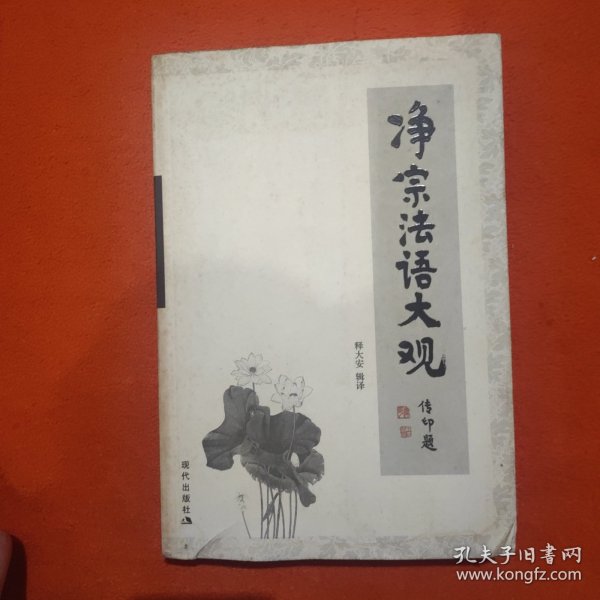 净宗法语大观
传印题
释大安 辑译
现代出版社
孔夫子旧书网
www.kongfz.com